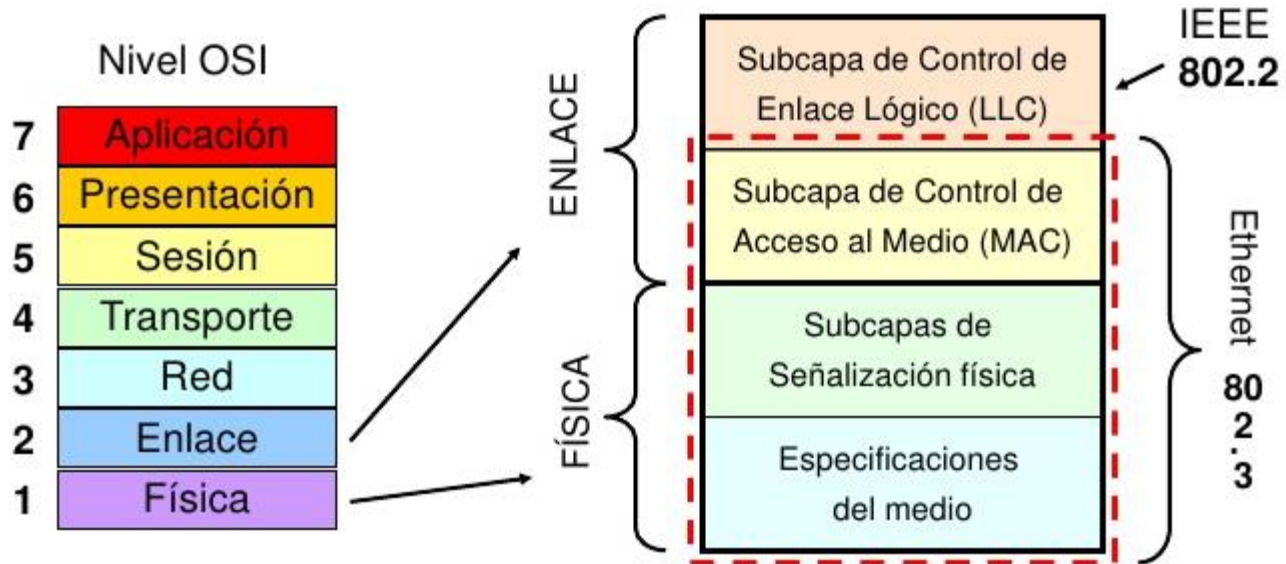 Nivel OSI
7 Aplicación
6 Presentación
5 Sesión
4 Transporte
3 Red
2 Enlace
1 Física
ENLACE
FÍSICA
Subcapa de Control de
Enlace Lógico (LLC)
Subcapa de Control de
Acceso al Medio (MAC)
Subcapas de
Señalización física
Especificaciones
del medio
IEEE
802.2
Ethernet
80
2
.
3